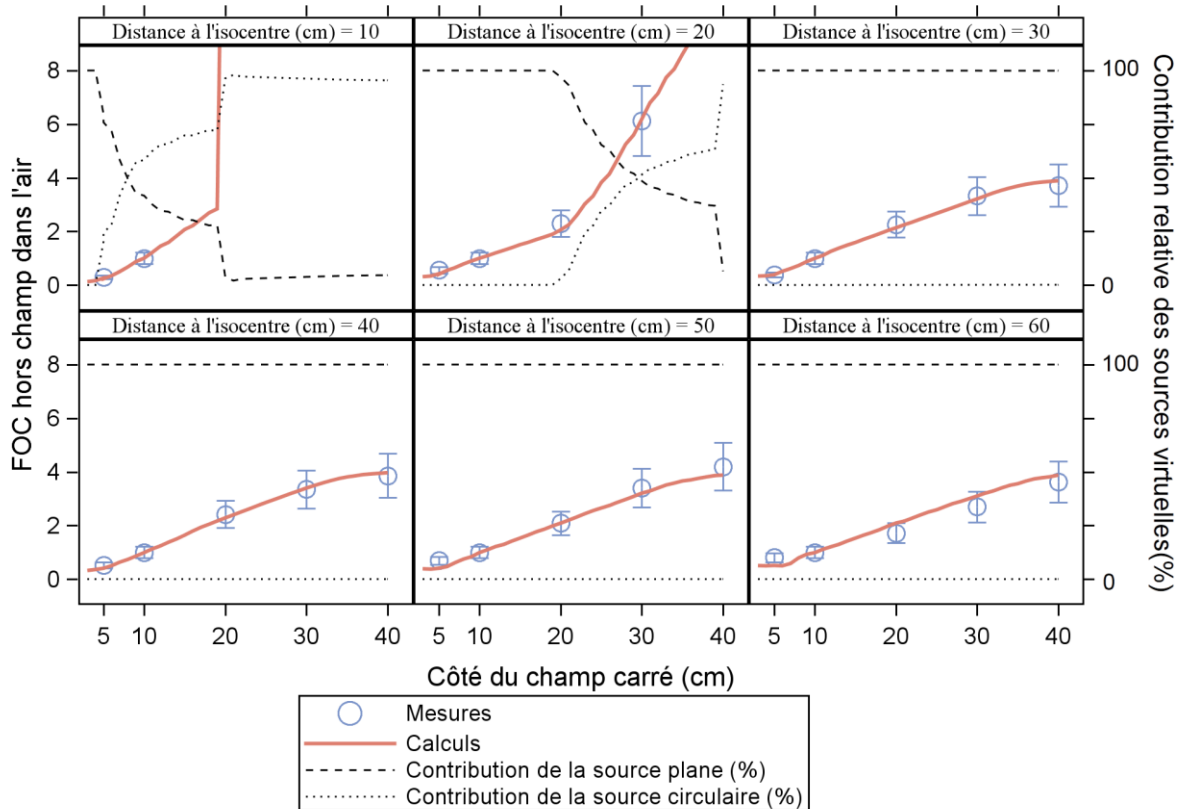 Distance à l'isocentre (cm) = 10
Distance à l'isocentre (cm) = 20
Distance à l'isocentre (cm) = 30
8
6
4
2
0
100
0
Distance à l'isocentre (cm) = 40
Distance à l'isocentre (cm) = 50
Distance à l'isocentre (cm) = 60
8
6
4
2
0
100
0
FOC hors champ dans l'air
Contribution relative des sources virtuelles(%)
5 10 20 30 40
5 10 20 30 40
5 10 20 30 40
Côté du champ carré (cm)
Mesures
Calculs
Contribution de la source plane (%)
Contribution de la source circulaire (%)